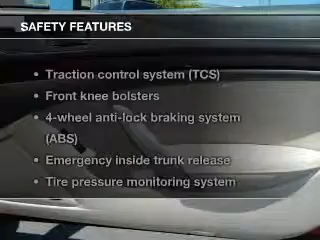 SAFETY FEATURES
• Traction control system (TCS)
• Front knee bolsters
• 4-wheel anti-lock braking system
(ABS)
• Emergency inside trunk release
• Tire pressure monitoring system